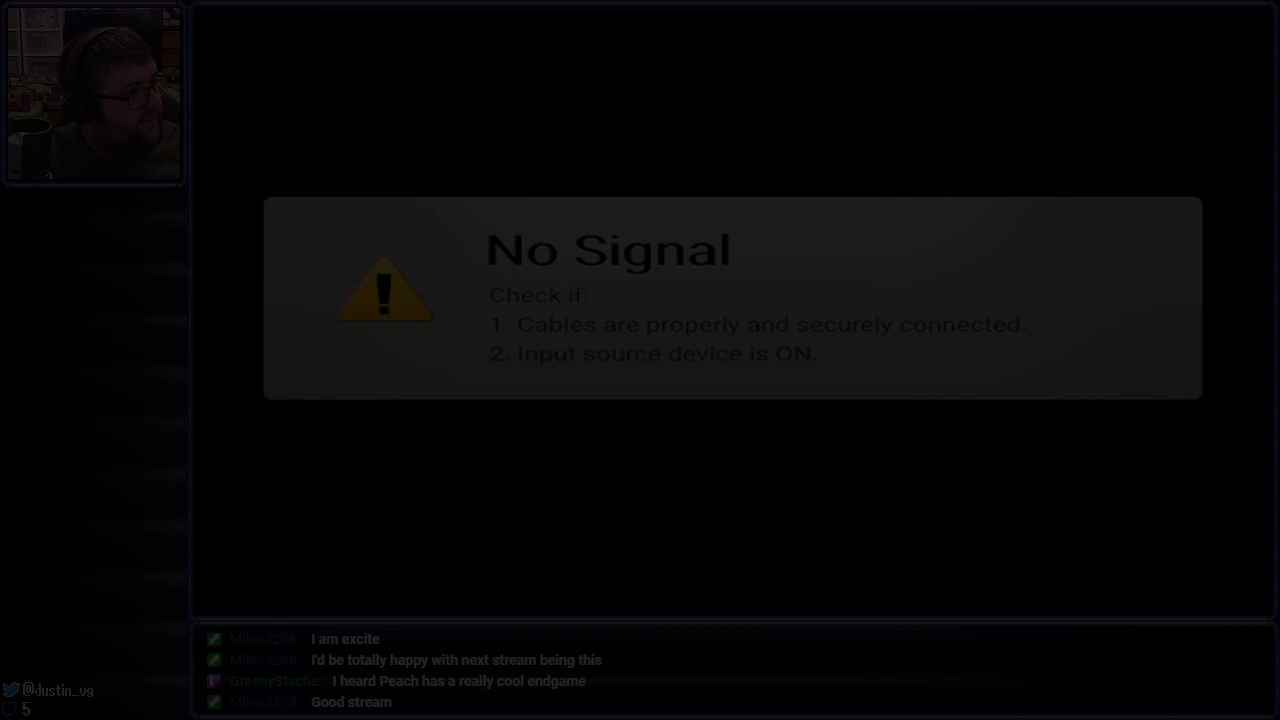 No Signal
Check if:
1. Cables are properly and securely connected.
2. Input source device is ON.
Miles3298: I am excite
Miles3298: I'd be totally happy with next stream being this
GreenyStache: I heard Peach has a really cool endgame
Miles3298: Good stream
@dustin_vg
5